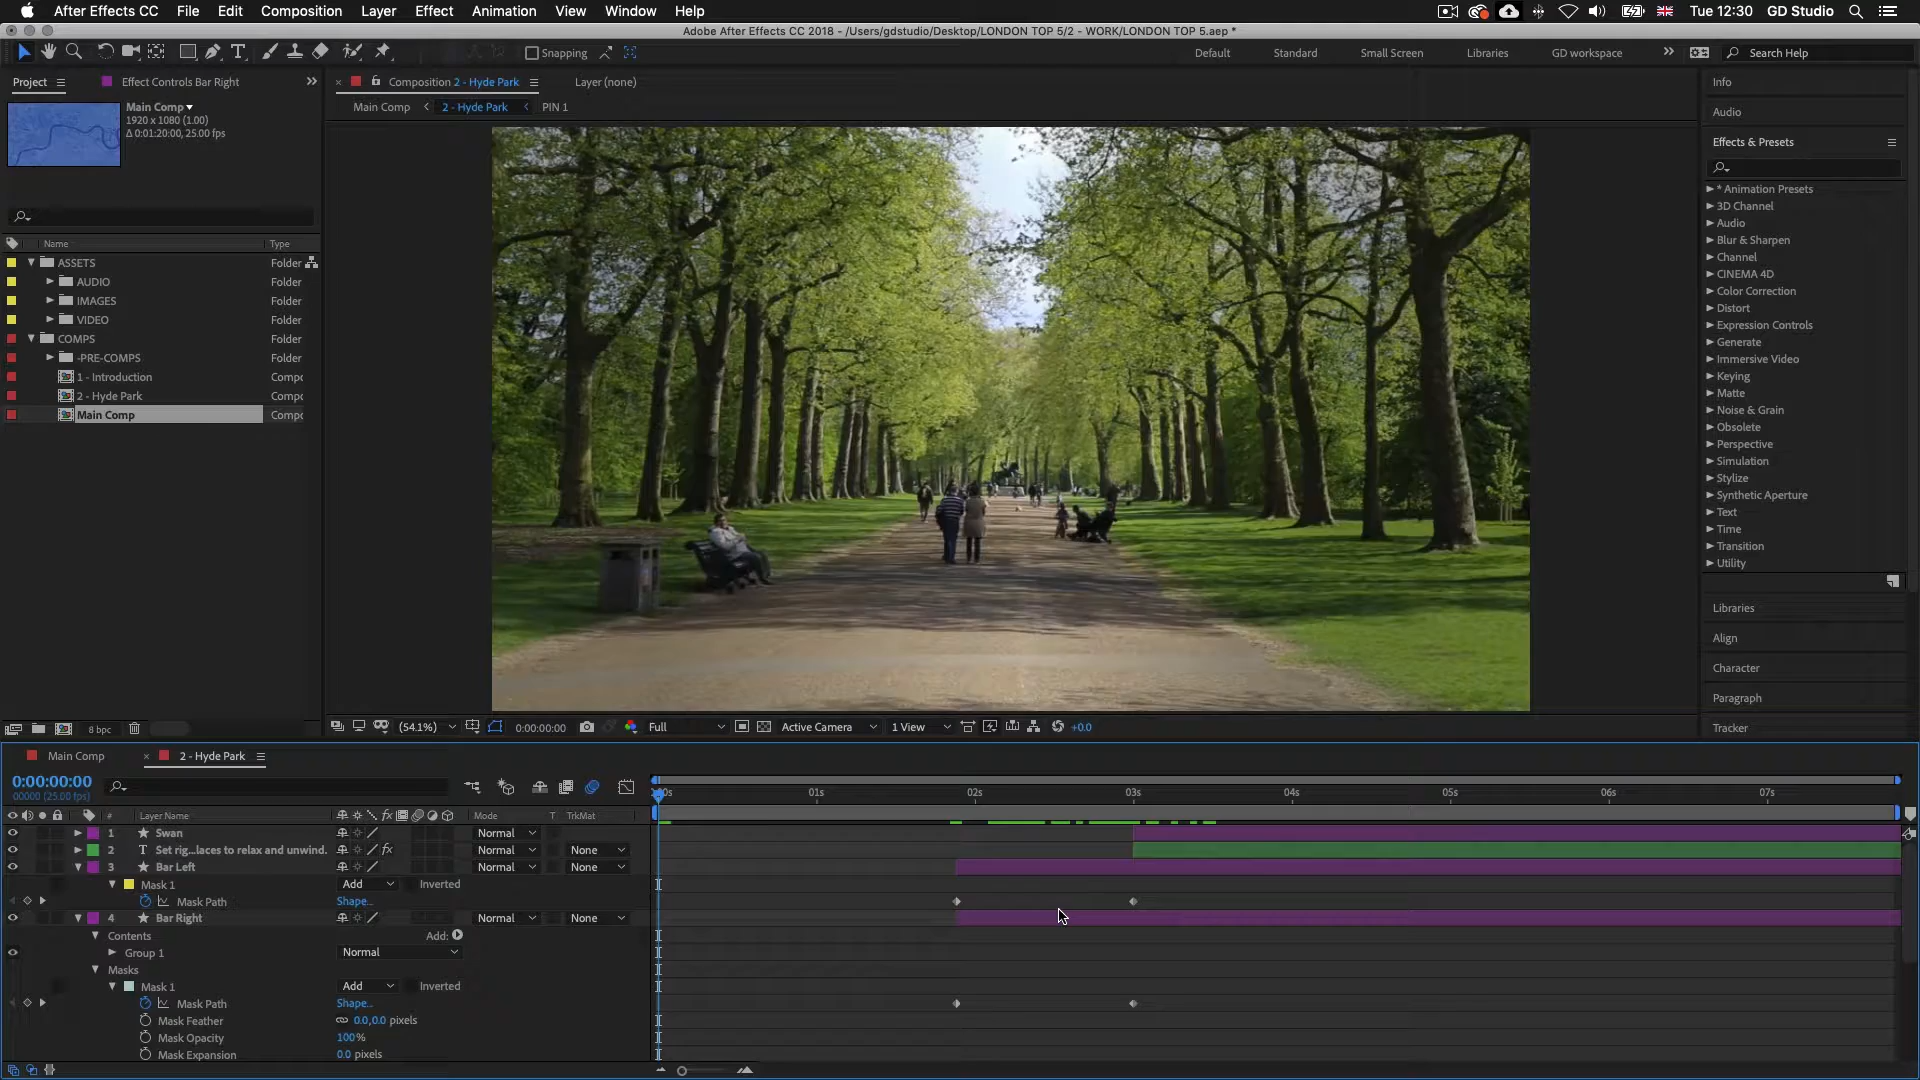 After Effects CC File Edit Composition Layer Effect Animation View Window Help Tue 12:30 GD Studio
Adobe After Effects CC 2018 - /Users/gdstudio/Desktop/LONDON TOP 5/2 - WORK/LONDON TOP 5.aep *
Snapping Default Standard Small Screen Libraries GD workspace Search Help
Project Effect Controls Bar Right Composition 2 - Hyde Park Layer (none) Info
Main Comp 2 - Hyde Park PIN 1
Main Comp
1920 x 1080 (1.00)
Δ 0:01:20:00, 25.00 fps
Audio
Effects & Presets
Name Type
ASSETS Folder
AUDIO Folder
IMAGES Folder
VIDEO Folder
COMPS Folder
-PRE-COMPS Folder
1 - Introduction Compc
2 - Hyde Park Compc
Main Comp Compc
* Animation Presets
3D Channel
Audio
Blur & Sharpen
Channel
CINEMA 4D
Color Correction
Distort
Expression Controls
Generate
Immersive Video
Keying
Matte
Noise & Grain
Obsolete
Perspective
Simulation
Stylize
Synthetic Aperture
Text
Time
Transition
Utility
Libraries
Align
Character
Paragraph
Tracker
8 bpc (54.1%) 0:00:00:00 Full Active Camera 1 View +0.0
Main Comp 2 - Hyde Park
0:00:00:00
00000 (25.00 fps)
01s 02s 03s 04s 05s 06s 07s
# Layer Name Mode T TrkMat
1 Swan Normal
2 Set rig...laces to relax and unwind. Normal None
3 Bar Left Normal None
Mask 1 Add Inverted
Mask Path Shape...
4 Bar Right Normal None
Contents Add:
Group 1 Normal
Masks
Mask 1 Add Inverted
Mask Path Shape...
Mask Feather 0.0,0.0 pixels
Mask Opacity 100%
Mask Expansion 0.0 pixels